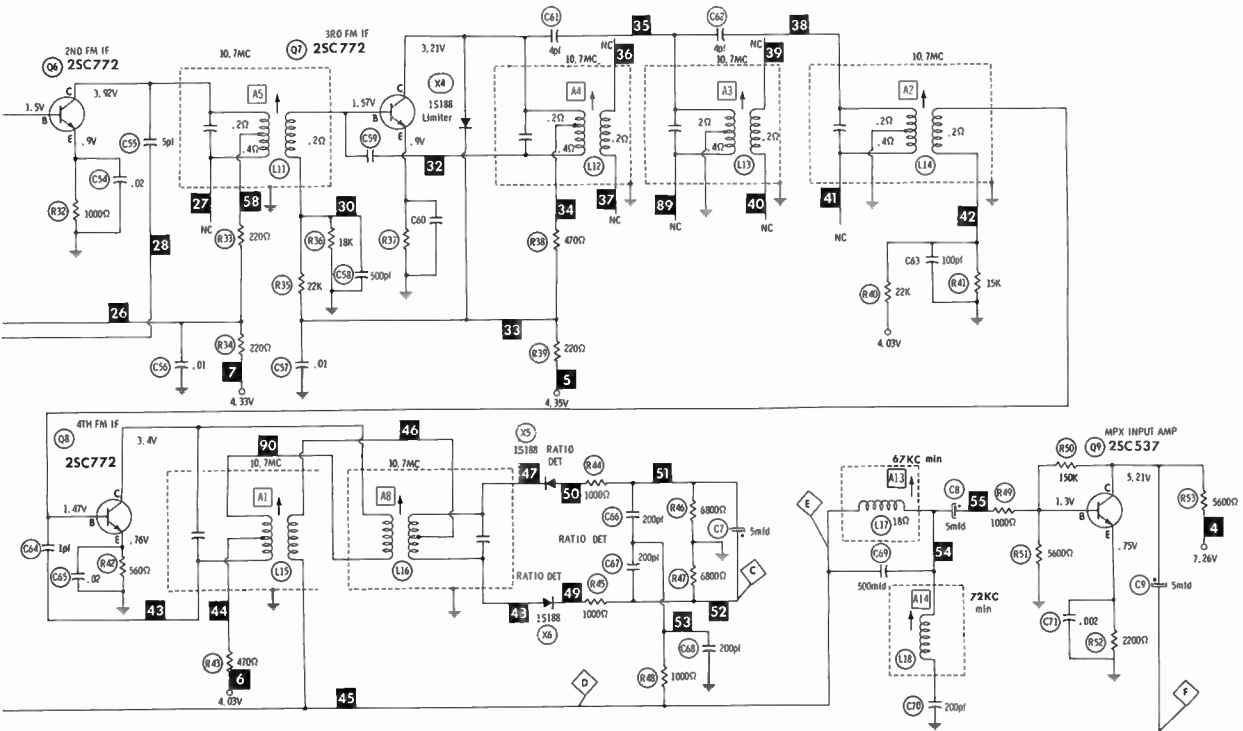 2ND FM IF
Q6 2SC772
C
3.92V
1.5V
B
E
.9V
C54
.02
R32
1000Ω
C55
5pf
28
10.7MC
A5
.2Ω
.4Ω
.2Ω
L11
27
NC
58
R33
220Ω
26
C56
.01
R34
220Ω
7
4.33V
3RD FM IF
Q7 2SC772
C
3.21V
1.57V
B
E
.9V
C59
32
30
R36
18K
C58
500pf
R35
22K
C57
.01
R37
C60
X4
1S188
Limiter
33
C61
4pf
35
NC
36
10.7MC
A4
.2Ω
.4Ω
.2Ω
L12
37
NC
34
R38
470Ω
R39
220Ω
5
4.35V
C62
4pf
38
NC
39
10.7MC
A3
.2Ω
.4Ω
.2Ω
L13
89
NC
40
NC
10.7MC
A2
.2Ω
.4Ω
.2Ω
L14
41
NC
42
C63
100pf
R41
15K
R40
22K
4.03V
4TH FM IF
Q8
2SC772
C
3.4V
1.47V
B
E
.76V
C64
1pf
C65
.02
R42
560Ω
43
90
10.7MC
A1
L15
44
R43
470Ω
6
4.03V
45
46
10.7MC
A8
L16
X5
1S188
RATIO
DET
47
50
R44
1000Ω
51
C66
200pf
R46
6800Ω
C7
5mfd
RATIO DET
C67
200pf
R47
6800Ω
RATIO DET
48
49
1S188
X6
R45
1000Ω
52
C
53
C68
200pf
R48
1000Ω
D
E
67KC min
A13
L17
18Ω
C69
500mfd
54
72KC
min
A14
L18
C70
200pf
C8
5mfd
55
R49
1000Ω
R51
5600Ω
R50
150K
MPX INPUT AMP
Q9 2SC537
C
5.21V
1.3V
B
E
.75V
C71
.002
R52
2200Ω
C9
5mfd
R53
5600Ω
4
7.26V
F